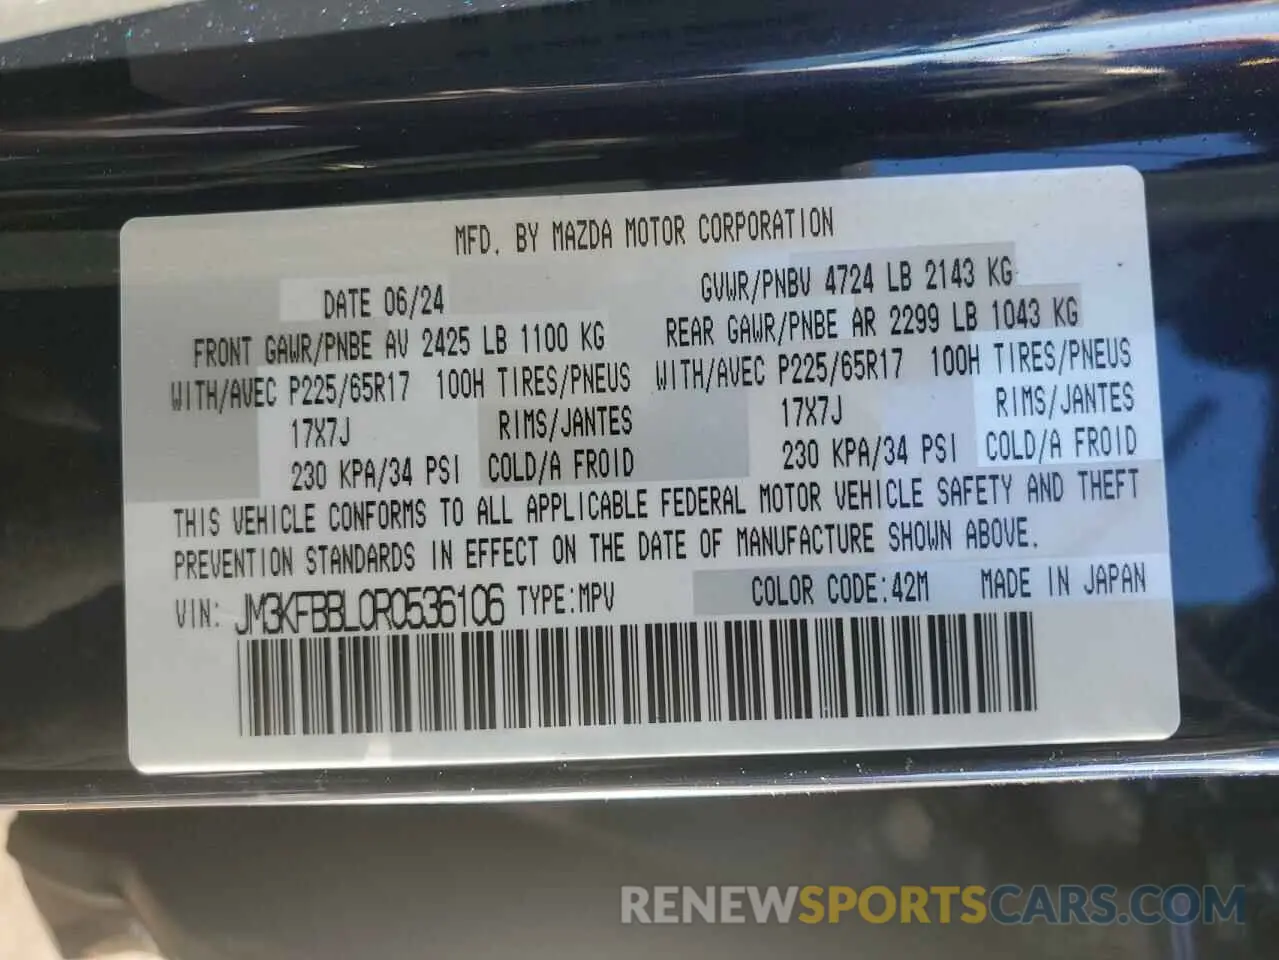 MFD. BY MAZDA MOTOR CORPORATION
DATE 06/24
GVWR/PNBV 4724 LB 2143 KG
FRONT GAWR/PNBE AV 2425 LB 1100 KG
REAR GAWR/PNBE AR 2299 LB 1043 KG
WITH/AVEC P225/65R17 100H TIRES/PNEUS
WITH/AVEC P225/65R17 100H TIRES/PNEUS
17X7J RIMS/JANTES
17X7J RIMS/JANTES
230 KPA/34 PSI COLD/A FROID
230 KPA/34 PSI COLD/A FROID
THIS VEHICLE CONFORMS TO ALL APPLICABLE FEDERAL MOTOR VEHICLE SAFETY AND THEFT
PREVENTION STANDARDS IN EFFECT ON THE DATE OF MANUFACTURE SHOWN ABOVE.
VIN: JM3KFBBL0R0536106 TYPE:MPV COLOR CODE:42M MADE IN JAPAN
RENEWSPORTSCARS.COM